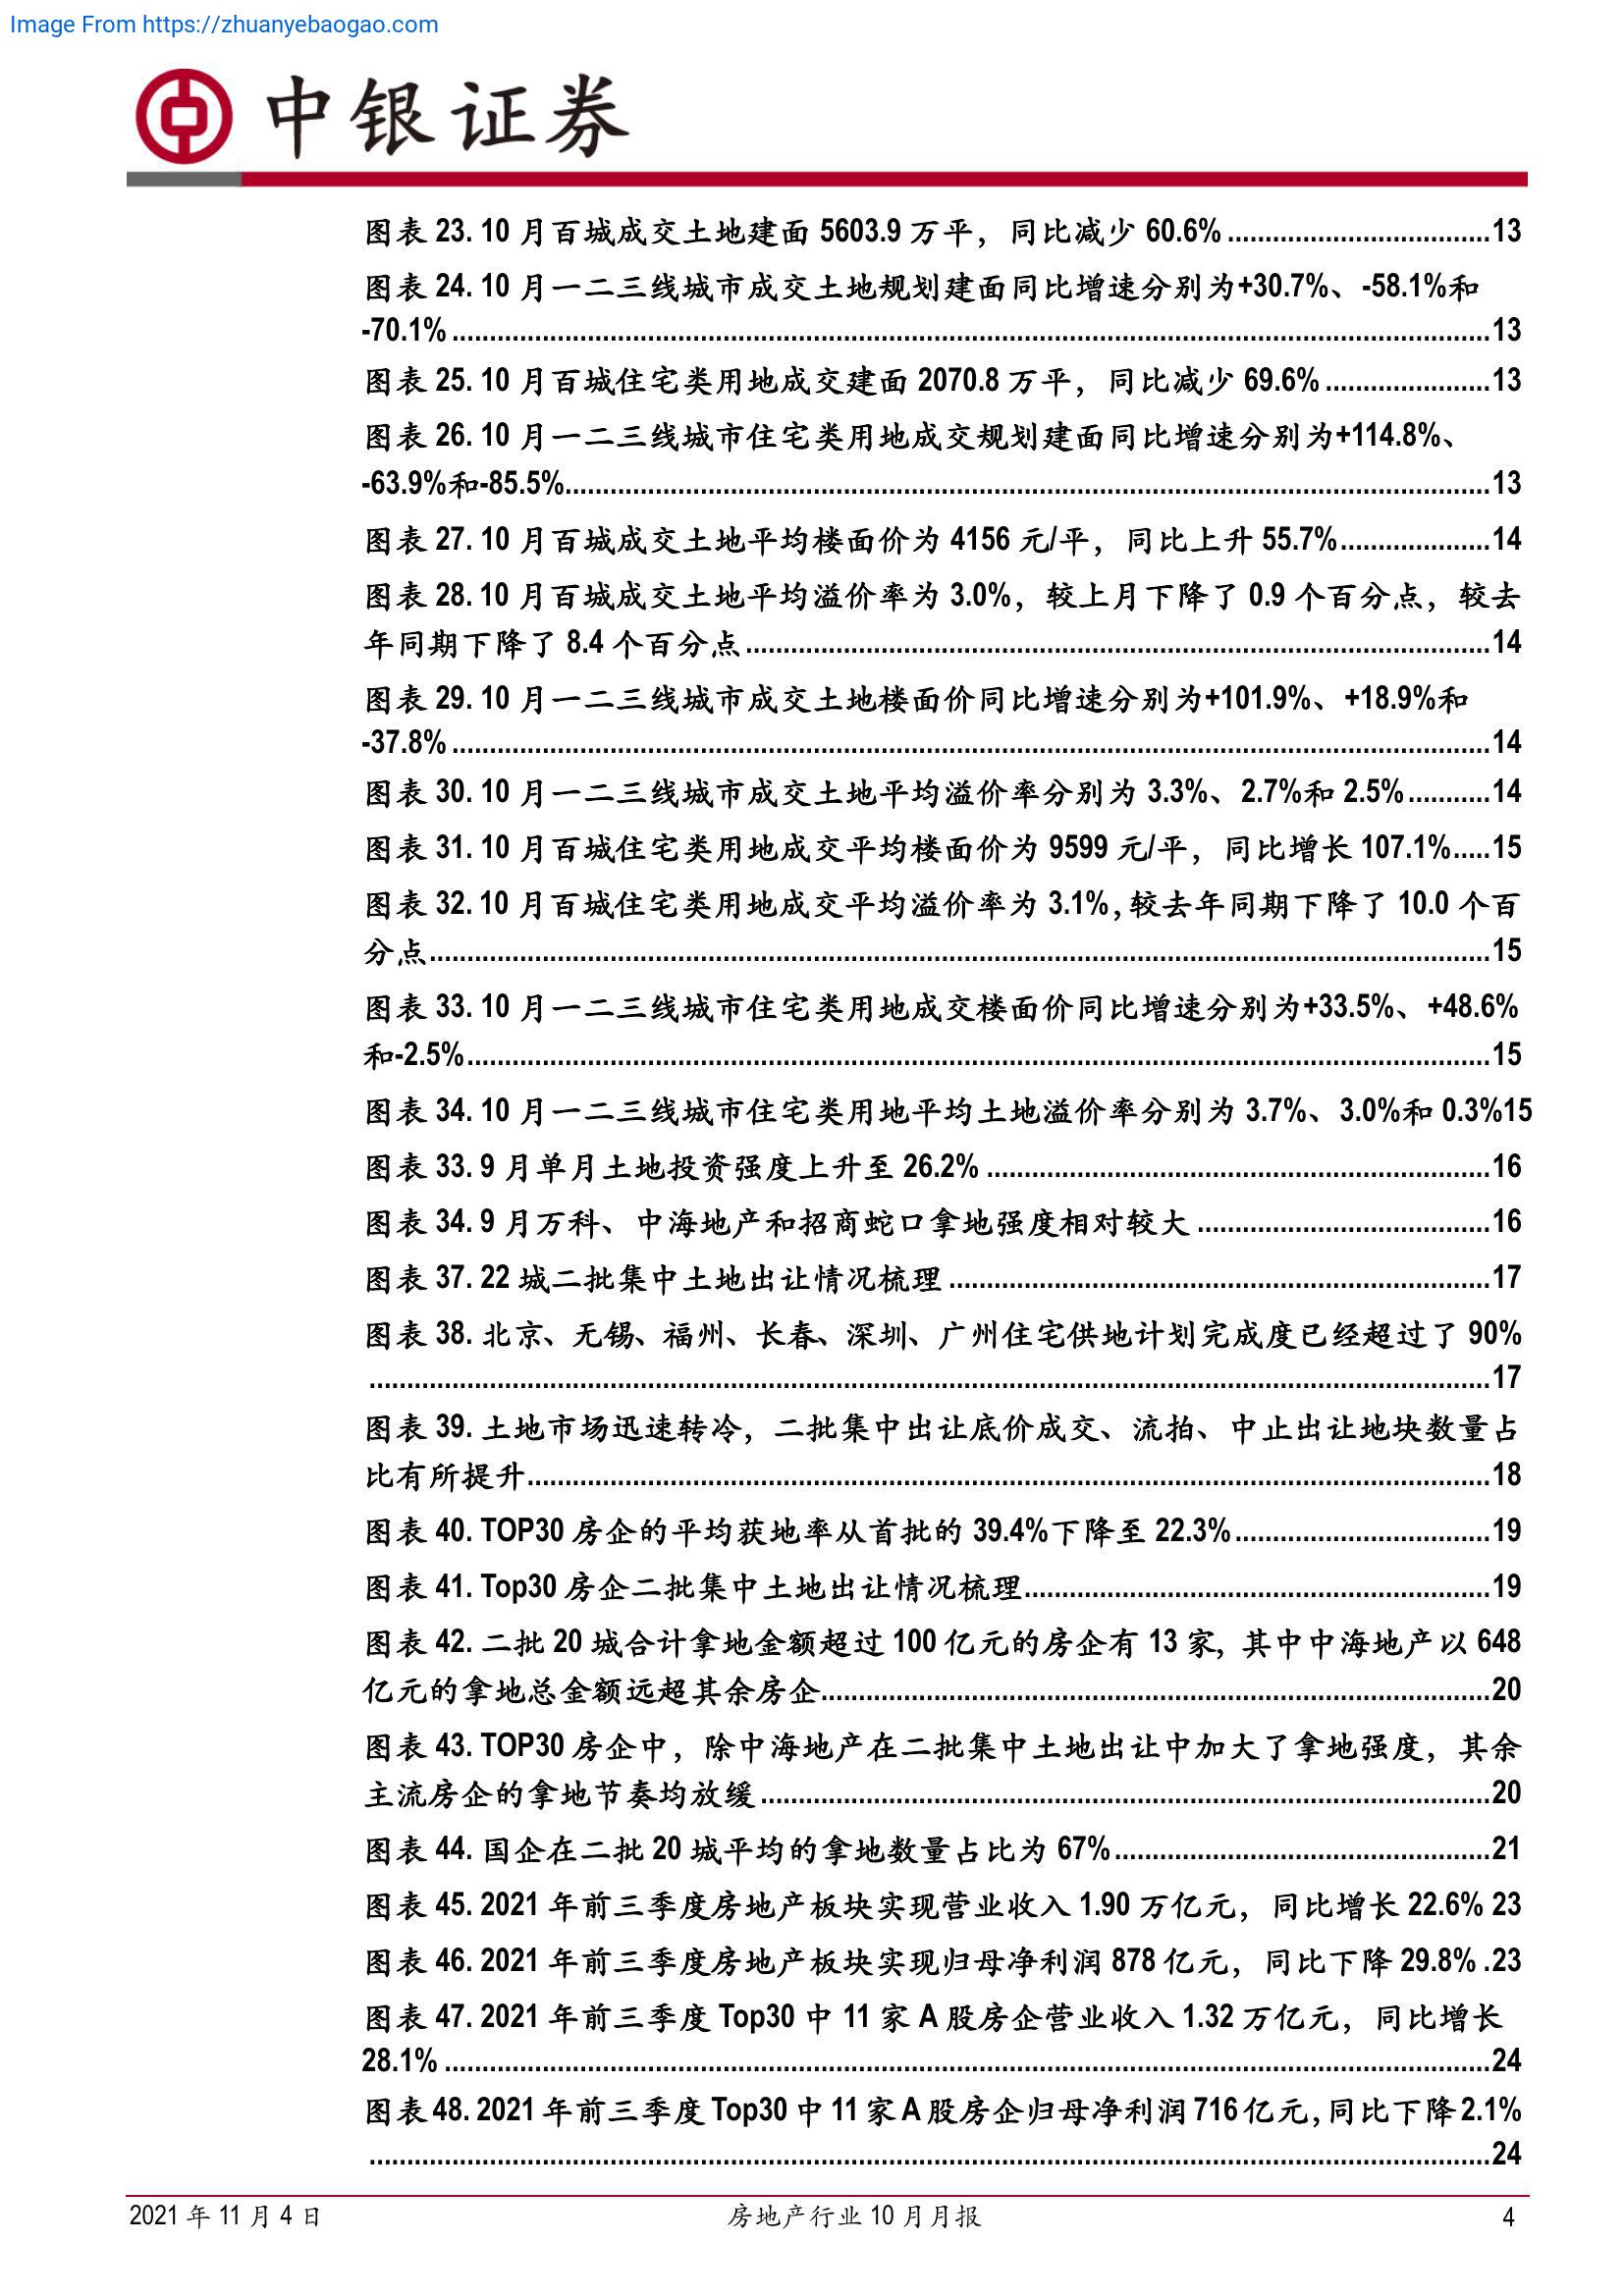 Image From https://zhuanyebaogao.com
中银证券
图表 23. 10 月百城成交土地建面 5603.9 万平，同比减少 60.6%...................................13
图表 24. 10 月一二三线城市成交土地规划建面同比增速分别为+30.7%、-58.1%和
-70.1%..........................................................................................................................................13
图表 25. 10 月百城住宅类用地成交建面 2070.8 万平，同比减少 69.6%......................13
图表 26. 10 月一二三线城市住宅类用地成交规划建面同比增速分别为+114.8%、
-63.9%和-85.5%...........................................................................................................................13
图表 27. 10 月百城成交土地平均楼面价为 4156 元/平，同比上升 55.7%....................14
图表 28. 10 月百城成交土地平均溢价率为 3.0%，较上月下降了 0.9 个百分点，较去
年同期下降了 8.4 个百分点...................................................................................................14
图表 29. 10 月一二三线城市成交土地楼面价同比增速分别为+101.9%、+18.9%和
-37.8%..........................................................................................................................................14
图表 30. 10 月一二三线城市成交土地平均溢价率分别为 3.3%、2.7%和 2.5%...........14
图表 31. 10 月百城住宅类用地成交平均楼面价为 9599 元/平，同比增长 107.1%.....15
图表 32. 10 月百城住宅类用地成交平均溢价率为 3.1%，较去年同期下降了 10.0 个百
分点.............................................................................................................................................15
图表 33. 10 月一二三线城市住宅类用地成交楼面价同比增速分别为+33.5%、+48.6%
和-2.5%........................................................................................................................................15
图表 34. 10 月一二三线城市住宅类用地平均土地溢价率分别为 3.7%、3.0%和 0.3%15
图表 33. 9 月单月土地投资强度上升至 26.2%...................................................................16
图表 34. 9 月万科、中海地产和招商蛇口拿地强度相对较大.......................................16
图表 37. 22 城二批集中土地出让情况梳理........................................................................17
图表 38. 北京、无锡、福州、长春、深圳、广州住宅供地计划完成度已经超过了 90%
.....................................................................................................................................................17
图表 39. 土地市场迅速转冷，二批集中出让底价成交、流拍、中止出让地块数量占
比有所提升................................................................................................................................18
图表 40. TOP30 房企的平均获地率从首批的 39.4%下降至 22.3%..................................19
图表 41. Top30 房企二批集中土地出让情况梳理..............................................................19
图表 42. 二批 20 城合计拿地金额超过 100 亿元的房企有 13 家，其中中海地产以 648
亿元的拿地总金额远超其余房企.........................................................................................20
图表 43. TOP30 房企中，除中海地产在二批集中土地出让中加大了拿地强度，其余
主流房企的拿地节奏均放缓.................................................................................................20
图表 44. 国企在二批 20 城平均的拿地数量占比为 67%..................................................21
图表 45. 2021 年前三季度房地产板块实现营业收入 1.90 万亿元，同比增长 22.6% 23
图表 46. 2021 年前三季度房地产板块实现归母净利润 878 亿元，同比下降 29.8% .23
图表 47. 2021 年前三季度 Top30 中 11 家 A 股房企营业收入 1.32 万亿元，同比增长
28.1%...........................................................................................................................................24
图表 48. 2021 年前三季度 Top30 中 11 家 A 股房企归母净利润 716 亿元，同比下降 2.1%
.....................................................................................................................................................24
2021 年 11 月 4 日 房地产行业 10 月月报 4